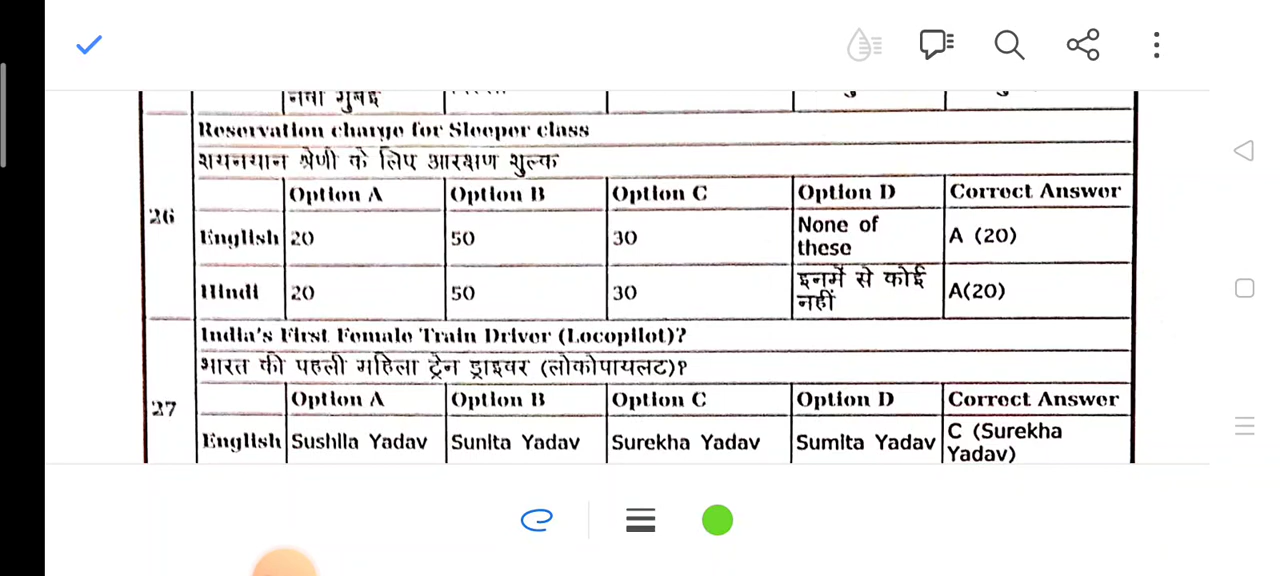 Reservation charge for Sleeper class
शयनयान श्रेणी के लिए आरक्षण शुल्क
Option A Option B Option C Option D Correct Answer
26
English 20 50 30 None of these A (20)
Hindi 20 50 30 इनमें से कोई नहीं A(20)
India's First Female Train Driver (Locopilot)?
भारत की पहली महिला ट्रेन ड्राइवर (लोकोपायलट)?
Option A Option B Option C Option D Correct Answer
27
English Sushila Yadav Sunita Yadav Surekha Yadav Sumita Yadav C (Surekha Yadav)